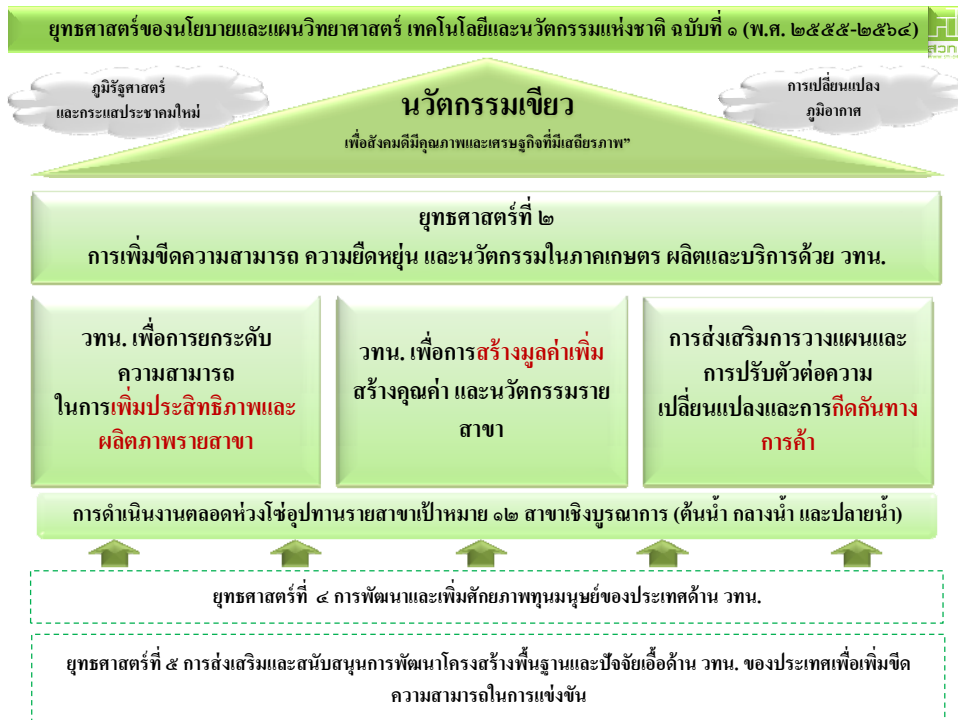 ยุทธศาสตร์ของนโยบายและแผนวิทยาศาสตร์ เทคโนโลยีและนวัตกรรมแห่งชาติ ฉบับที่ ๑ (พ.ศ. ๒๕๕๕-๒๕๖๔)
สวทน
ภูมิรัฐศาสตร์
และกระแสประชาคมใหม่
การเปลี่ยนแปลง
ภูมิอากาศ
นวัตกรรมเขียว
เพื่อสังคมดีมีคุณภาพและเศรษฐกิจที่มีเสถียรภาพ”
ยุทธศาสตร์ที่ ๒
การเพิ่มขีดความสามารถ ความยืดหยุ่น และนวัตกรรมในภาคเกษตร ผลิตและบริการด้วย วทน.
วทน. เพื่อการยกระดับ
ความสามารถ
ในการเพิ่มประสิทธิภาพและ
ผลิตภาพรายสาขา
วทน. เพื่อการสร้างมูลค่าเพิ่ม
สร้างคุณค่า และนวัตกรรมราย
สาขา
การส่งเสริมการวางแผนและ
การปรับตัวต่อความ
เปลี่ยนแปลงและการกีดกันทาง
การค้า
การดำเนินงานตลอดห่วงโซ่อุปทานรายสาขาเป้าหมาย ๑๒ สาขาเชิงบูรณาการ (ต้นน้ำ กลางน้ำ และปลายน้ำ)
ยุทธศาสตร์ที่ ๔ การพัฒนาและเพิ่มศักยภาพทุนมนุษย์ของประเทศด้าน วทน.
ยุทธศาสตร์ที่ ๕ การส่งเสริมและสนับสนุนการพัฒนาโครงสร้างพื้นฐานและปัจจัยเอื้อด้าน วทน. ของประเทศเพื่อเพิ่มขีด
ความสามารถในการแข่งขัน